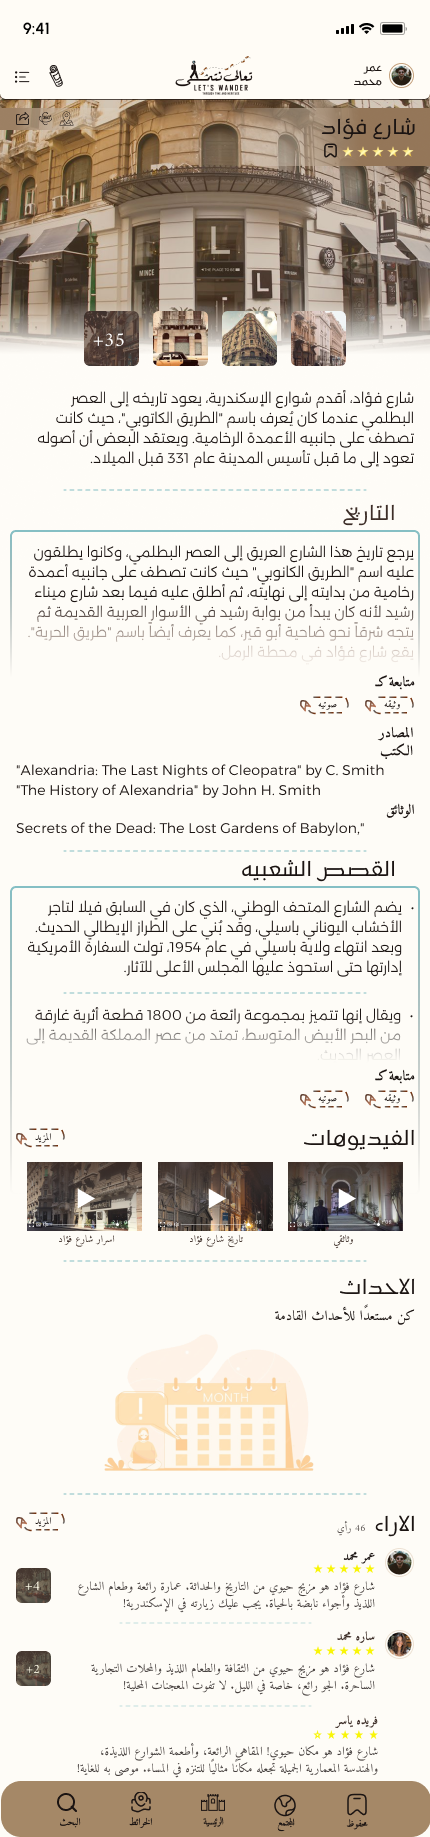 9:41
عمر
محمد
تعالى نتمشى
LET'S WANDER
شارع فؤاد
L
MINCE
THE PLACE TO BE
L
MINCE
+35
شارع فؤاد، أقدم شوارع الإسكندرية، يعود تاريخه إلى العصر
البطلمي عندما كان يُعرف باسم "الطريق الكانوبي"، حيث كانت
تصطف على جانبيه الأعمدة الرخامية. ويعتقد البعض أن أصوله
تعود إلى ما قبل تأسيس المدينة عام 331 قبل الميلاد.
التاريخ
يرجع تاريخ هذا الشارع العريق إلى العصر البطلمي، وكانوا يطلقون
عليه اسم "الطريق الكانوبي" حيث كانت تصطف على جانبيه أعمدة
رخامية من بدايته إلى نهايته، ثم أطلق عليه فيما بعد شارع ميناء
رشيد لأنه كان يبدأ من بوابة رشيد في الأسوار العربية القديمة ثم
يتجه شرقاً نحو ضاحية أبو قير، كما يعرف أيضاً باسم "طريق الحرية".
يقع شارع فؤاد في محطة الرمل.
متابعة كـ
وثيقه
صوتيه
المصادر
الكتب
"Alexandria: The Last Nights of Cleopatra" by C. Smith
"The History of Alexandria" by John H. Smith
الوثائق
Secrets of the Dead: The Lost Gardens of Babylon,"
القصص الشعبيه
· يضم الشارع المتحف الوطني، الذي كان في السابق فيلا لتاجر
الأخشاب اليوناني باسيلي، وقد بُني على الطراز الإيطالي الحديث.
وبعد انتهاء ولاية باسيلي في عام 1954، تولت السفارة الأمريكية
إدارتها حتى استحوذ عليها المجلس الأعلى للآثار.
· ويقال إنها تتميز بمجموعة رائعة من 1800 قطعة أثرية غارقة
من البحر الأبيض المتوسط، تمتد من عصر المملكة القديمة إلى
العصر الحديث
متابعة كـ
وثيقه
صوتيه
الفيديوهات
المزيد
وثائقي
تاريخ شارع فؤاد
اسرار شارع فؤاد
الاحداث
كن مستعدًا للأحداث القادمة
MONTH
!
الاراء
46 رأي
المزيد
عمر محمد
شارع فؤاد هو مزيج حيوي من التاريخ والحداثة. عمارة رائعة وطعام الشارع
اللذيذ وأجواء نابضة بالحياة. يجب عليك زيارته في الإسكندرية!
+4
ساره محمد
شارع فؤاد هو مزيج حيوي من الثقافة والطعام اللذيذ والمحلات التجارية
الساحرة. الجو رائع، خاصة في الليل. لا تفوت المعجنات المحلية!
+2
فريده ياسر
شارع فؤاد هو مكان حيوي! المقاهي الرائعة، وأطعمة الشوارع اللذيذة،
والهندسة المعمارية الجميلة تجعله مكانًا مثاليًا للتنزه في المساء. موصى به للغاية!
محفوظ
المجتمع
الرئيسية
الخرائط
البحث